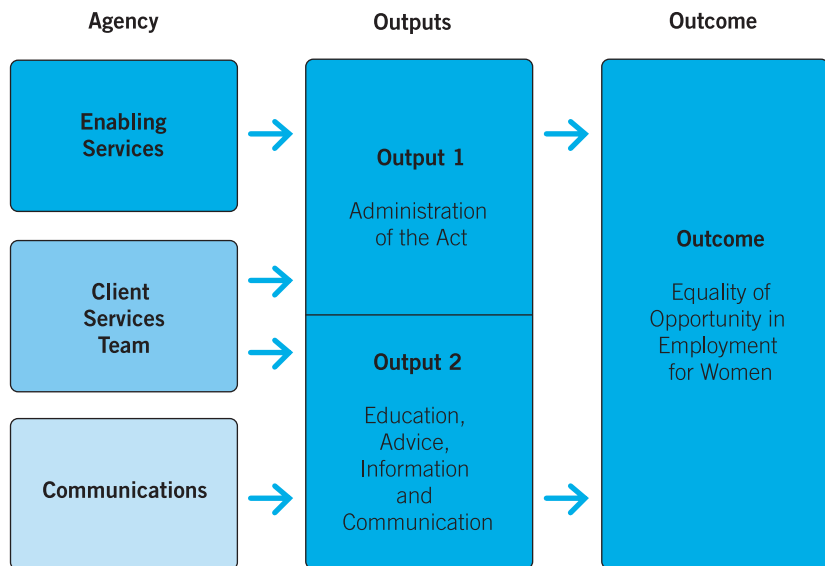 Agency
Outputs
Outcome
Enabling
Services
Client
Services
Team
Communications
Output 1
Administration
of the Act
Output 2
Education,
Advice,
Information
and
Communication
Outcome
Equality of
Opportunity in
Employment
for Women